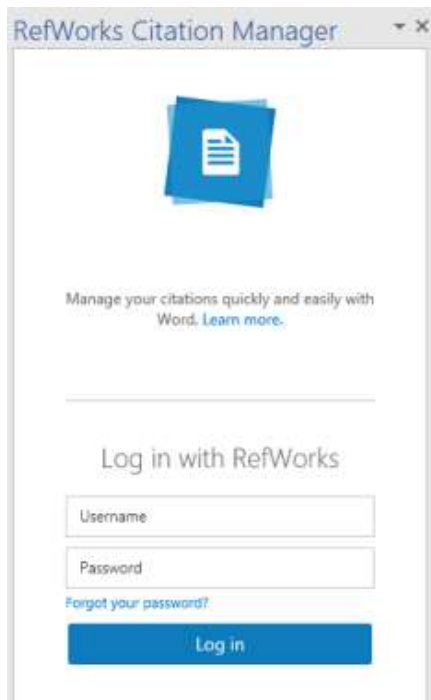 RefWorks Citation Manager
Manage your citations quickly and easily with
Word. Learn more.
Log in with RefWorks
Username
Password
Forgot your password?
Log in